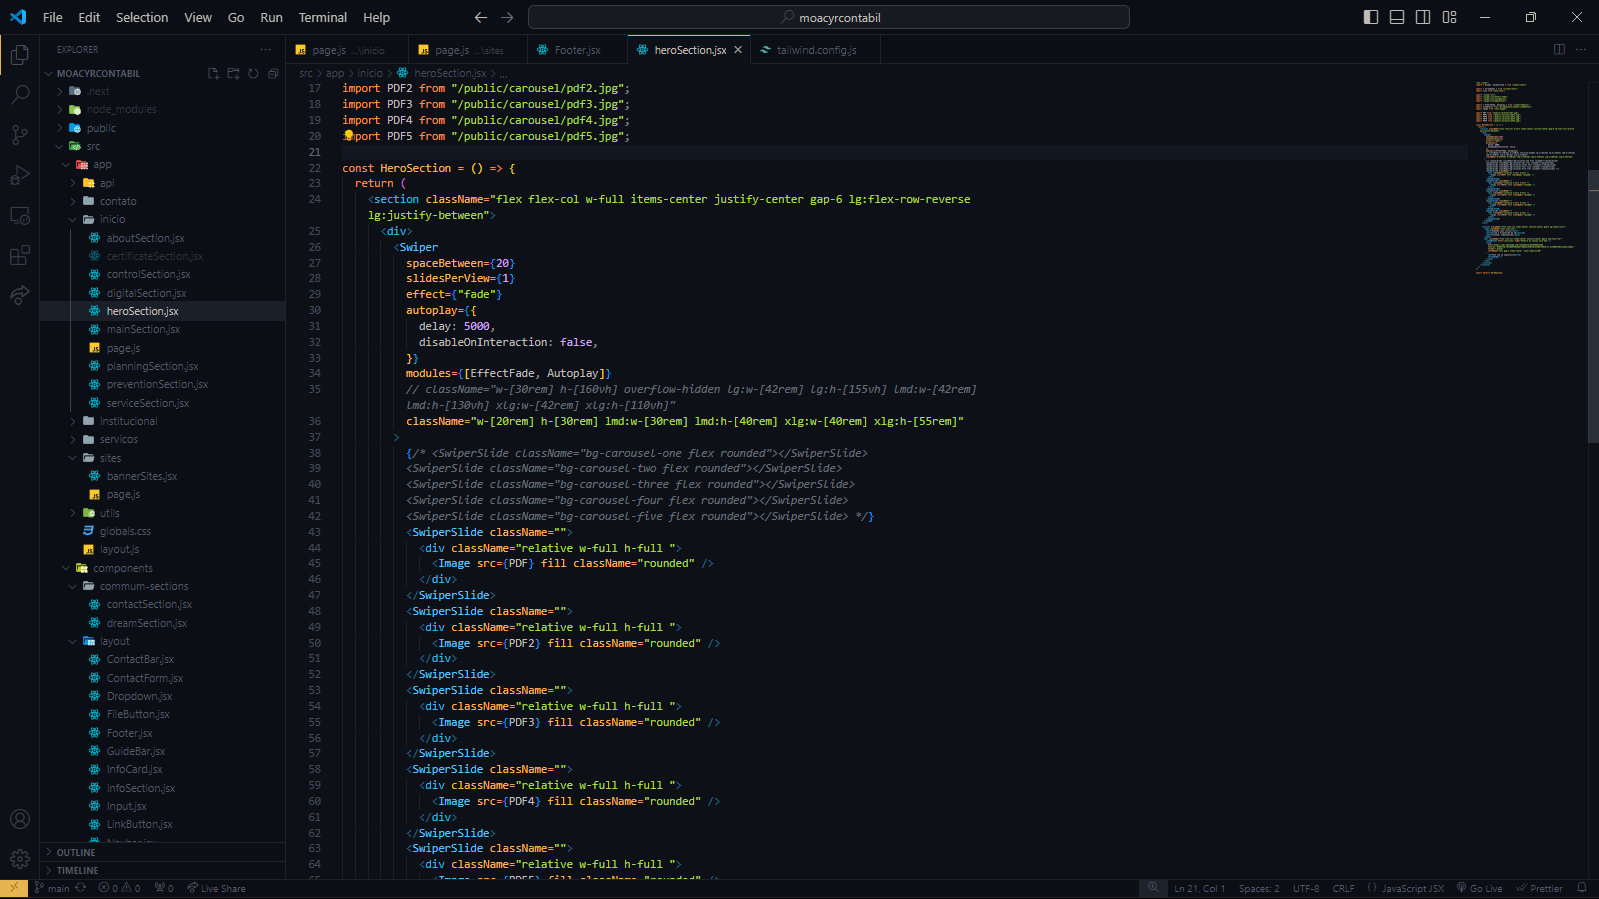 File Edit Selection View Go Run Terminal Help
moacyrcontabil
EXPLORER
page.js ...\inicio
page.js ...\sites
Footer.jsx
heroSection.jsx
tailwind.config.js
MOACYRCONTABIL
.next
node_modules
public
src
app
api
contato
inicio
aboutSection.jsx
certificateSection.jsx
controlSection.jsx
digitalSection.jsx
heroSection.jsx
mainSection.jsx
page.js
planningSection.jsx
preventionSection.jsx
serviceSection.jsx
institucional
servicos
sites
bannerSites.jsx
page.js
utils
globals.css
layout.js
components
commum-sections
contactSection.jsx
dreamSection.jsx
layout
ContactBar.jsx
ContactForm.jsx
Dropdown.jsx
FileButton.jsx
Footer.jsx
GuideBar.jsx
InfoCard.jsx
infoSection.jsx
Input.jsx
LinkButton.jsx
OUTLINE
TIMELINE
src > app > inicio > heroSection.jsx > ...
17 import PDF2 from "/public/carousel/pdf2.jpg";
18 import PDF3 from "/public/carousel/pdf3.jpg";
19 import PDF4 from "/public/carousel/pdf4.jpg";
20 import PDF5 from "/public/carousel/pdf5.jpg";
21
22 const HeroSection = () => {
23 return (
24 <section className="flex flex-col w-full items-center justify-center gap-6 lg:flex-row-reverse
lg:justify-between">
25 <div>
26 <Swiper
27 spaceBetween={20}
28 slidesPerView={1}
29 effect={"fade"}
30 autoplay={{
31 delay: 5000,
32 disableOnInteraction: false,
33 }}
34 modules={[EffectFade, Autoplay]}
35 // className="w-[30rem] h-[160vh] overflow-hidden lg:w-[42rem] lg:h-[155vh] lmd:w-[42rem]
lmd:h-[130vh] xlg:w-[42rem] xlg:h-[110vh]"
36 className="w-[20rem] h-[30rem] lmd:w-[30rem] lmd:h-[40rem] xlg:w-[40rem] xlg:h-[55rem]"
37 >
38 {/* <SwiperSlide className="bg-carousel-one flex rounded"></SwiperSlide>
39 <SwiperSlide className="bg-carousel-two flex rounded"></SwiperSlide>
40 <SwiperSlide className="bg-carousel-three flex rounded"></SwiperSlide>
41 <SwiperSlide className="bg-carousel-four flex rounded"></SwiperSlide>
42 <SwiperSlide className="bg-carousel-five flex rounded"></SwiperSlide> */}
43 <SwiperSlide className="">
44 <div className="relative w-full h-full ">
45 <Image src={PDF} fill className="rounded" />
46 </div>
47 </SwiperSlide>
48 <SwiperSlide className="">
49 <div className="relative w-full h-full ">
50 <Image src={PDF2} fill className="rounded" />
51 </div>
52 </SwiperSlide>
53 <SwiperSlide className="">
54 <div className="relative w-full h-full ">
55 <Image src={PDF3} fill className="rounded" />
56 </div>
57 </SwiperSlide>
58 <SwiperSlide className="">
59 <div className="relative w-full h-full ">
60 <Image src={PDF4} fill className="rounded" />
61 </div>
62 </SwiperSlide>
63 <SwiperSlide className="">
64 <div className="relative w-full h-full ">
main 0 0 0 Live Share
Ln 21, Col 1 Spaces: 2 UTF-8 CRLF {} JavaScript JSX Go Live Prettier